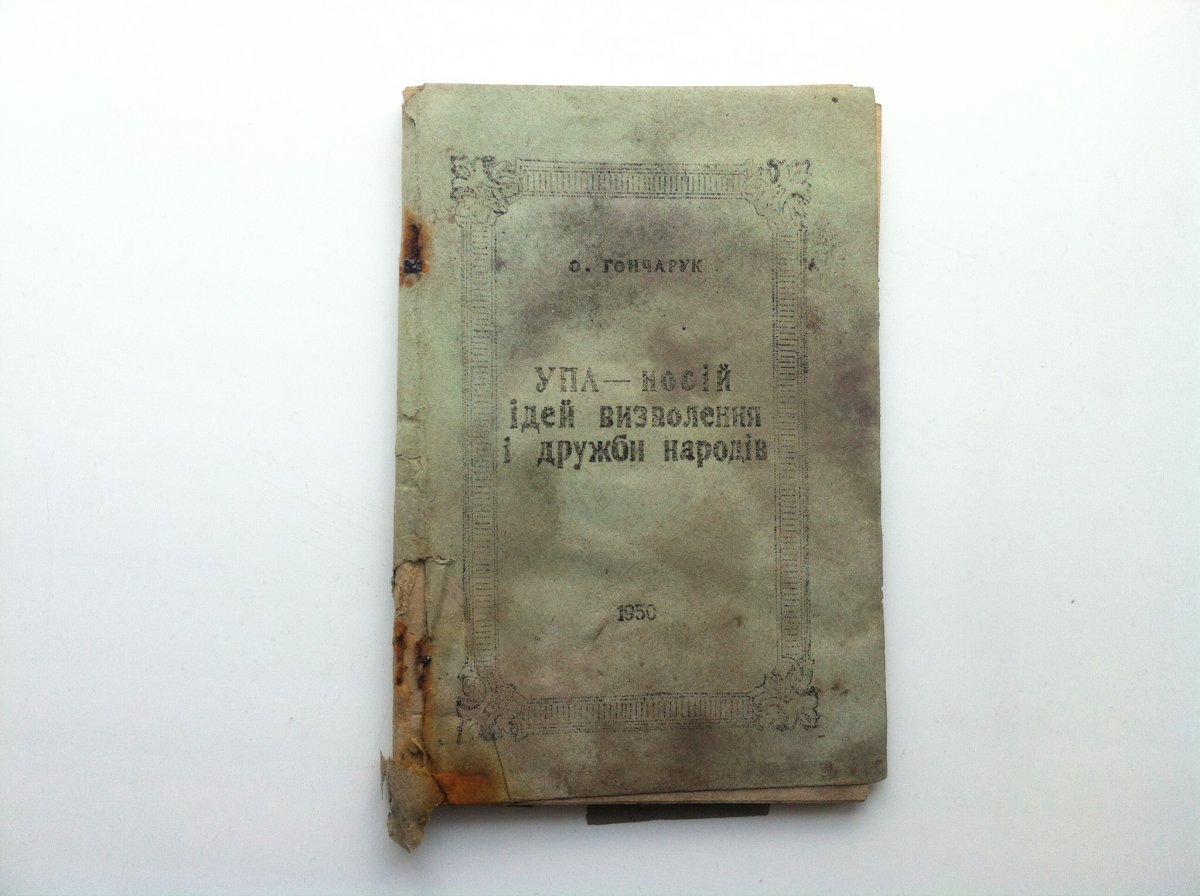 О. ГОНЧАРУК
УПА — носій
ідей визволення
і дружби народів
1950